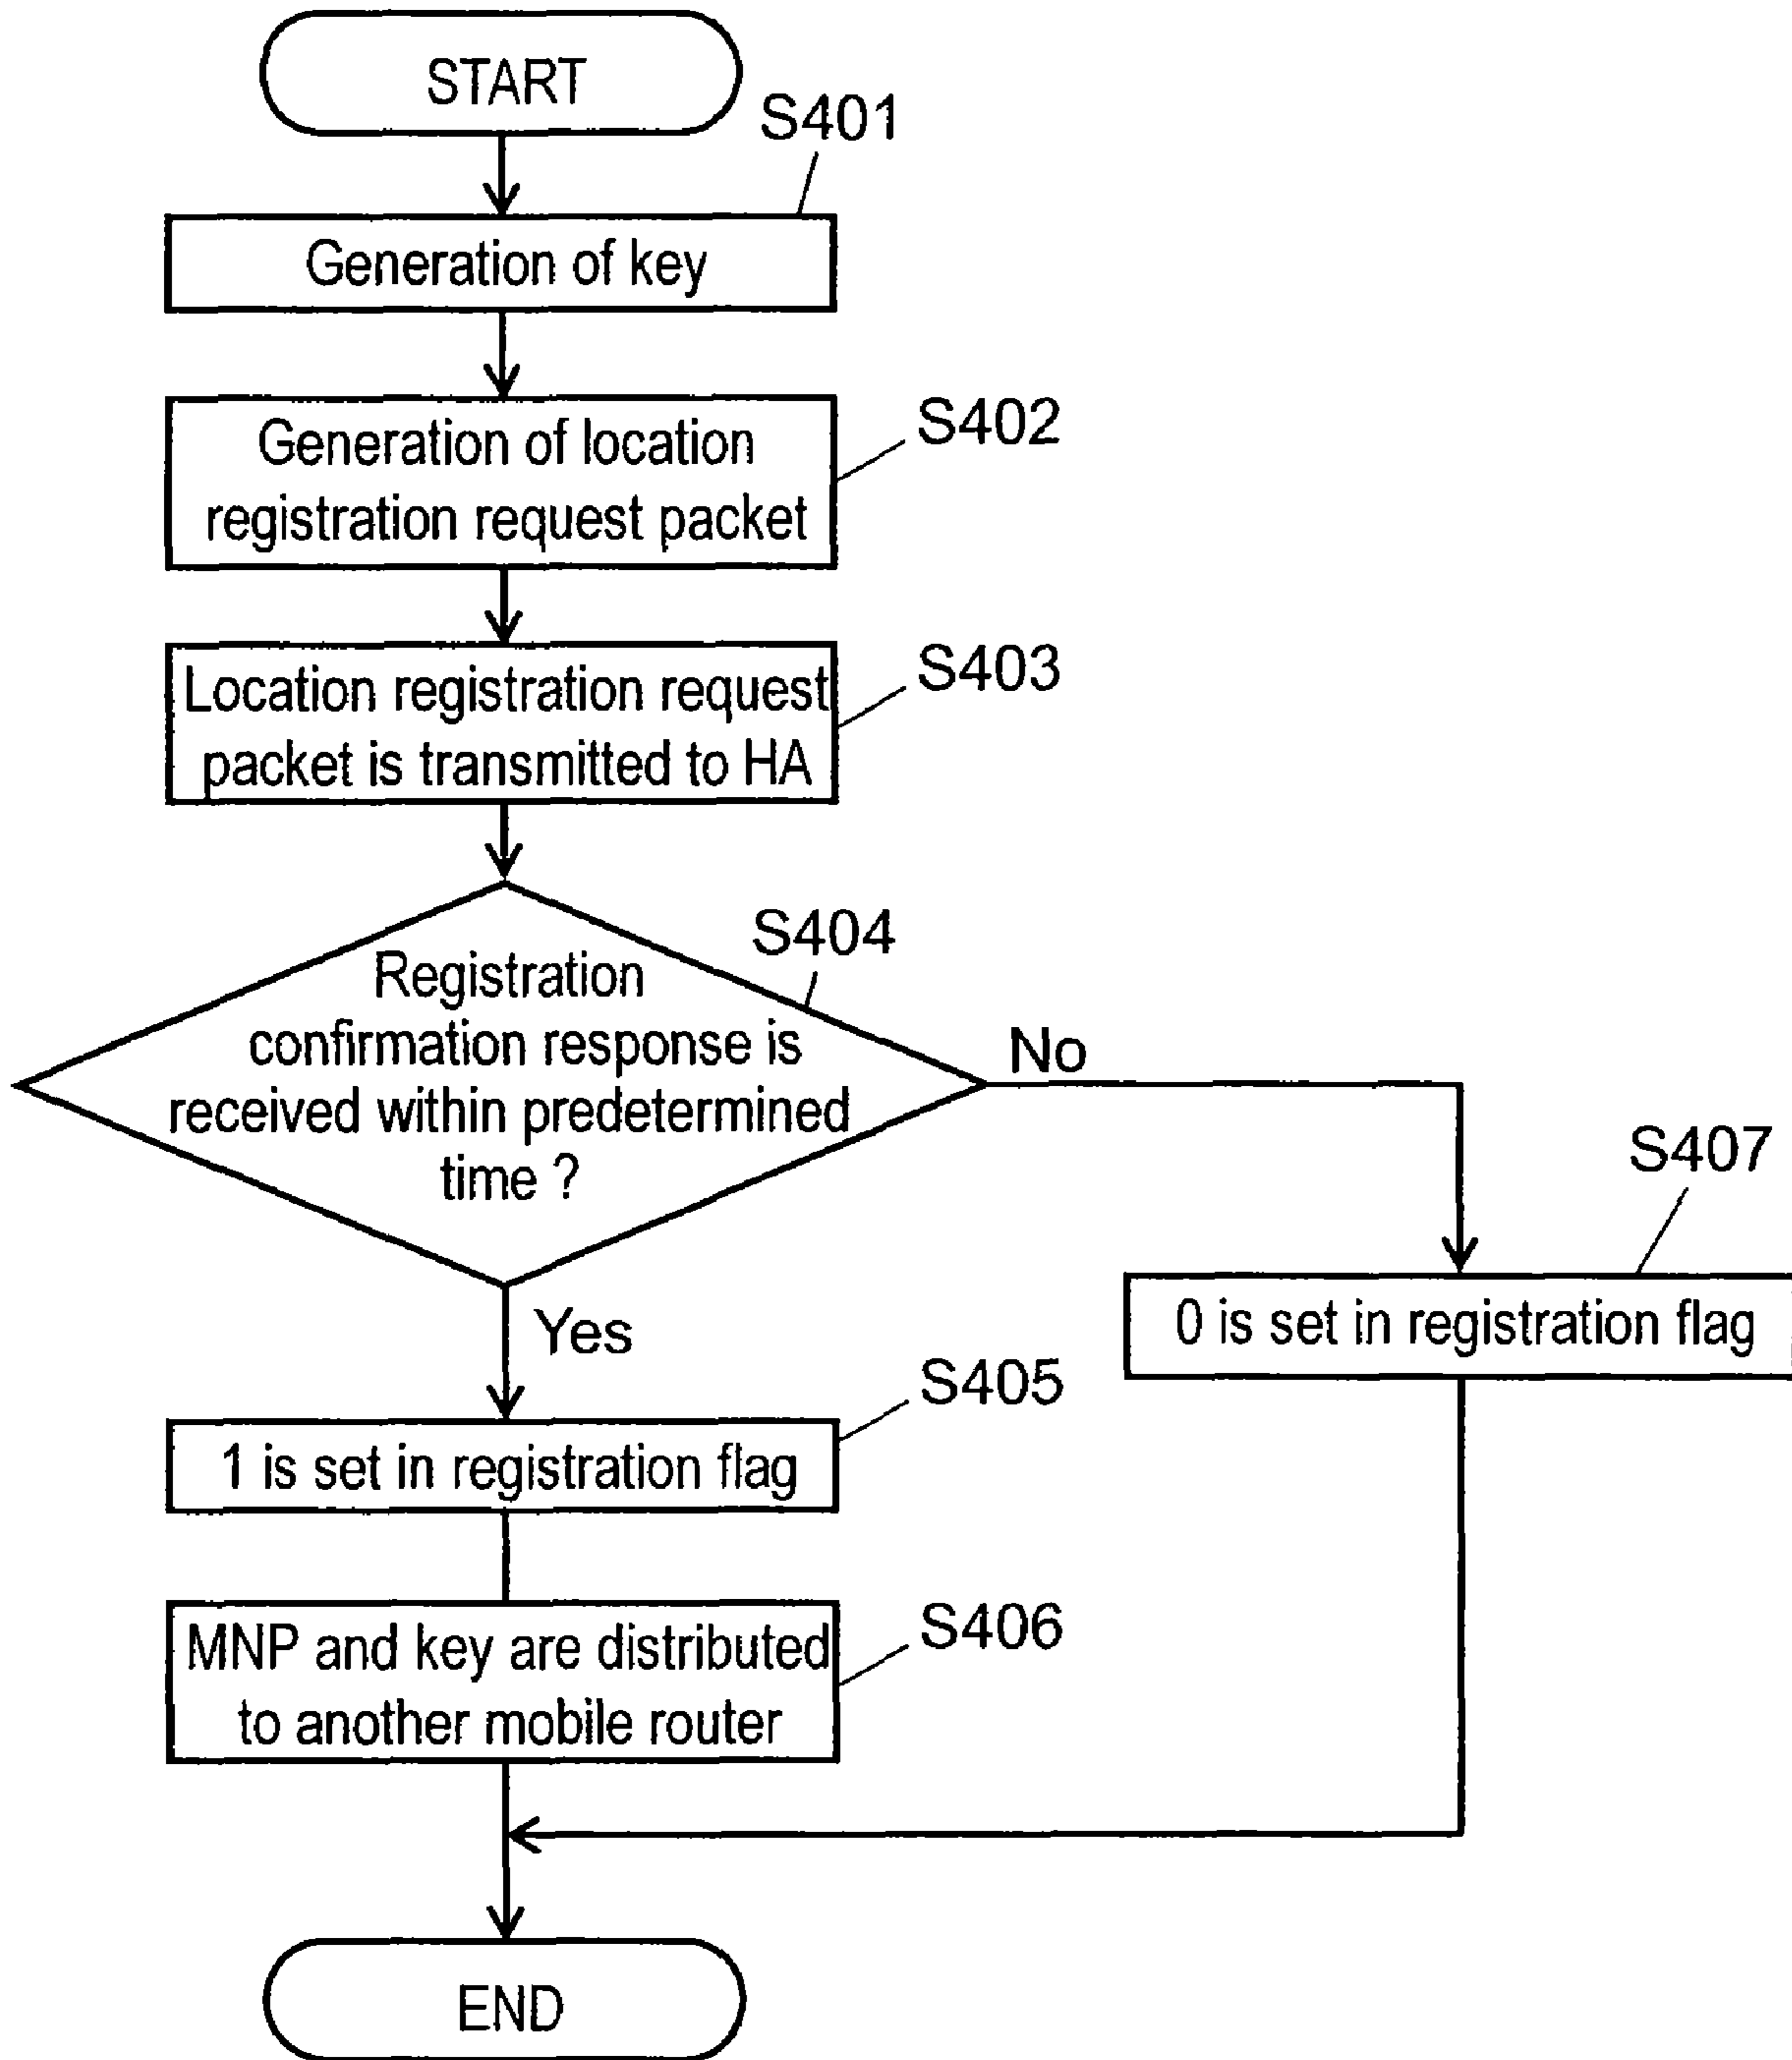 START
S401
Generation of key
S402
Generation of location
registration request packet
S403
Location registration request
packet is transmitted to HA
S404
Registration
confirmation response is
received within predetermined
time ?
No
S407
0 is set in registration flag
Yes
S405
1 is set in registration flag
S406
MNP and key are distributed
to another mobile router
END